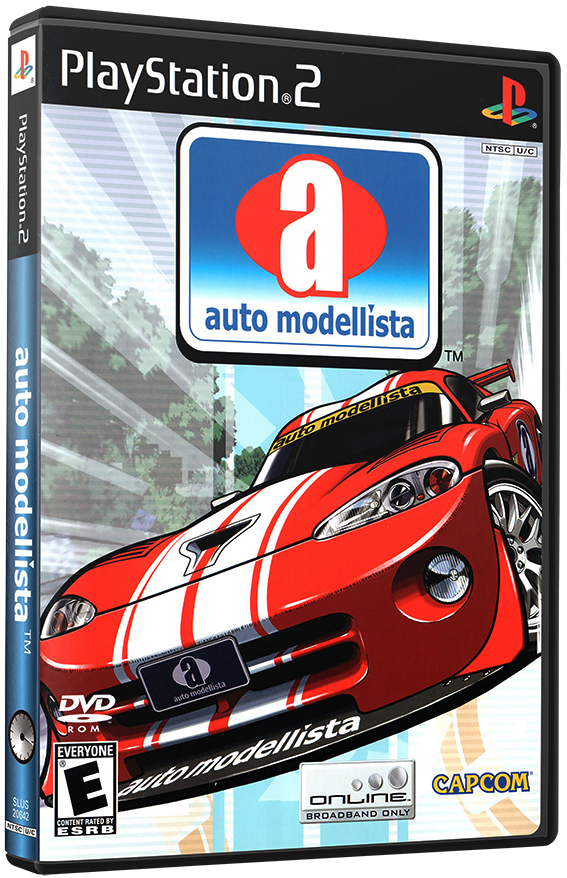 PlayStation®2
NTSC U/C
a
auto modellista
TM
auto modellista
a
auto modellista
auto modellista
DVD
ROM
EVERYONE
E
CONTENT RATED BY
ESRB
ONLINE
BROADBAND ONLY
CAPCOM®
PlayStation®2
auto modellista TM
SLUS
20642
NTSC U/C